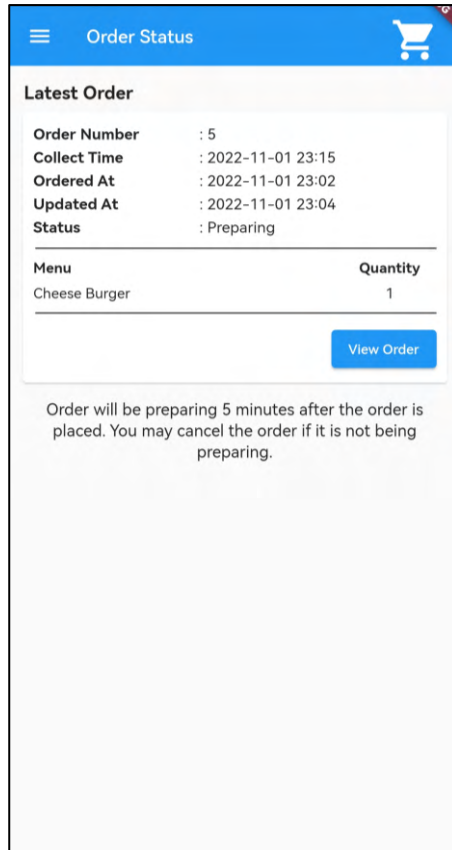 Order Status
Latest Order
Order Number : 5
Collect Time : 2022-11-01 23:15
Ordered At : 2022-11-01 23:02
Updated At : 2022-11-01 23:04
Status : Preparing
Menu Quantity
Cheese Burger 1
View Order
Order will be preparing 5 minutes after the order is
placed. You may cancel the order if it is not being
preparing.